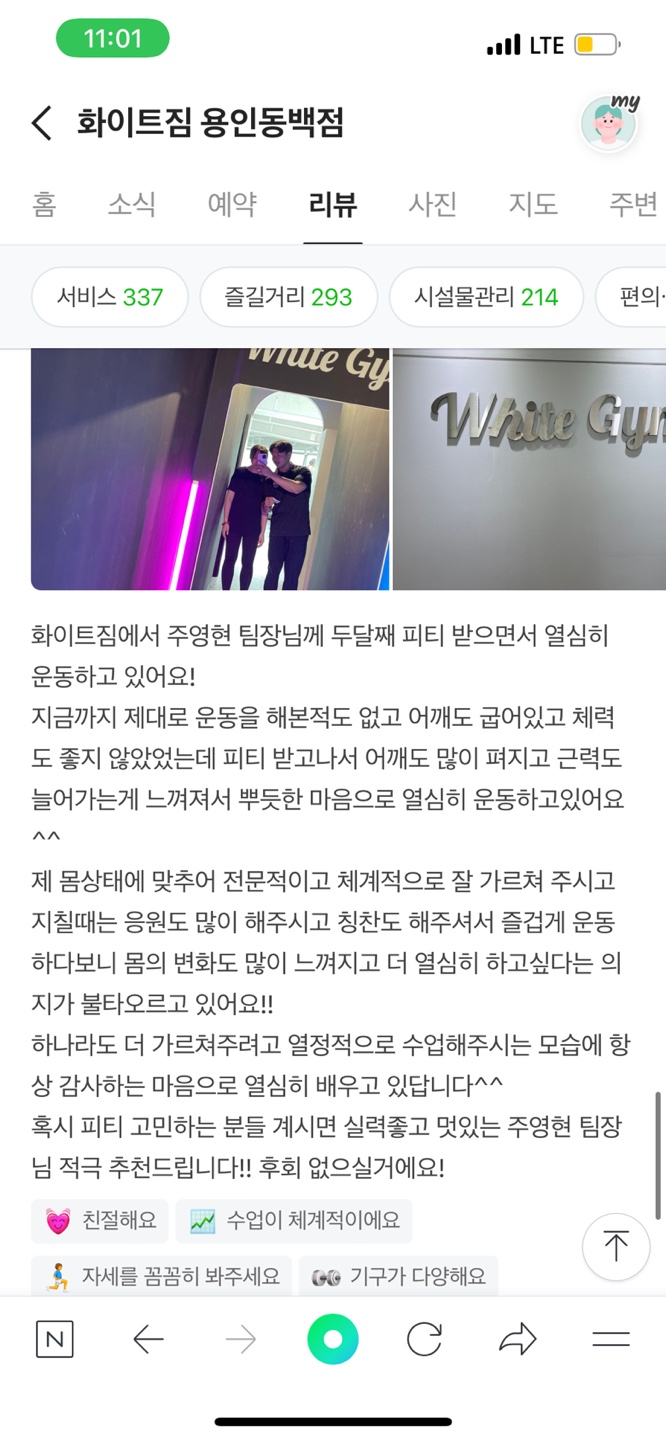 11:01
LTE
화이트짐 용인동백점
my
홈 소식 예약 리뷰 사진 지도 주변
서비스 337 즐길거리 293 시설물관리 214 편의·
White Gy
White Gym
화이트짐에서 주영현 팀장님께 두달째 피티 받으면서 열심히
운동하고 있어요!
지금까지 제대로 운동을 해본적도 없고 어깨도 굽어있고 체력
도 좋지 않았었는데 피티 받고나서 어깨도 많이 펴지고 근력도
늘어가는게 느껴져서 뿌듯한 마음으로 열심히 운동하고있어요
^^
제 몸상태에 맞추어 전문적이고 체계적으로 잘 가르쳐 주시고
지칠때는 응원도 많이 해주시고 칭찬도 해주셔서 즐겁게 운동
하다보니 몸의 변화도 많이 느껴지고 더 열심히 하고싶다는 의
지가 불타오르고 있어요!!
하나라도 더 가르쳐주려고 열정적으로 수업해주시는 모습에 항
상 감사하는 마음으로 열심히 배우고 있답니다^^
혹시 피티 고민하는 분들 계시면 실력좋고 멋있는 주영현 팀장
님 적극 추천드립니다!! 후회 없으실거에요!
친절해요 수업이 체계적이에요
자세를 꼼꼼히 봐주세요 기구가 다양해요
N